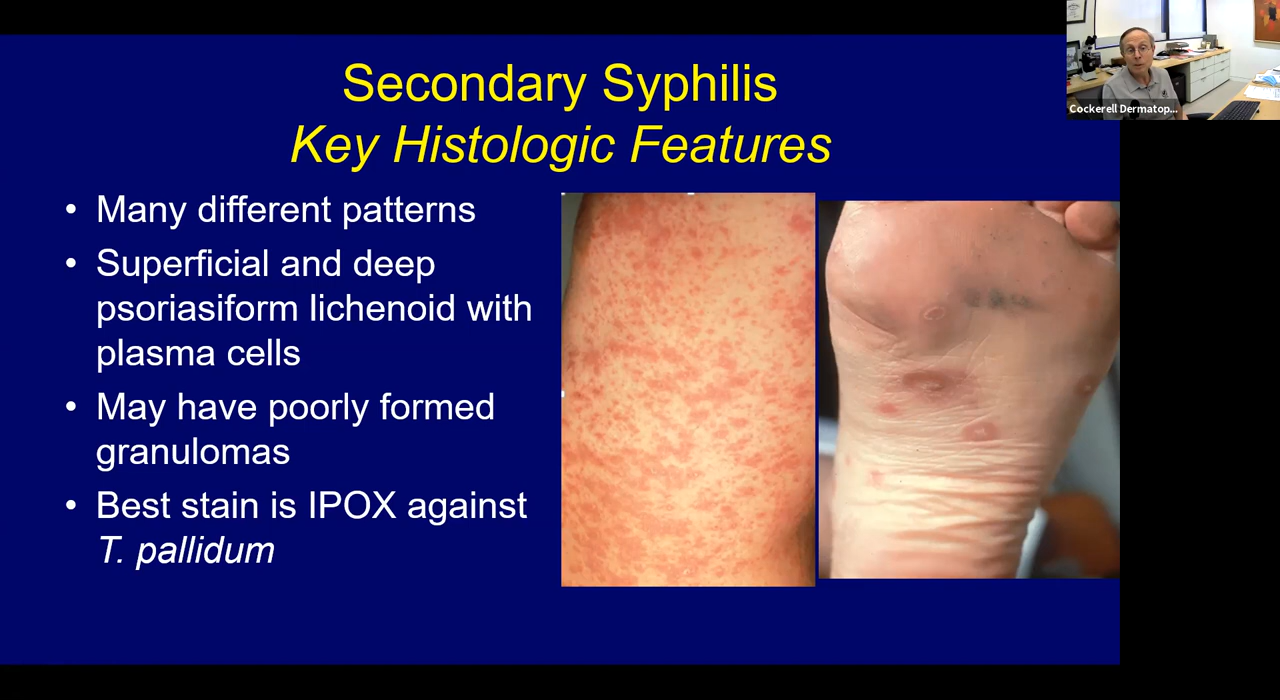 Secondary Syphilis
Key Histologic Features
• Many different patterns
• Superficial and deep
psoriasiform lichenoid with
plasma cells
• May have poorly formed
granulomas
• Best stain is IPOX against
T. pallidum
Cockerell Dermatop...